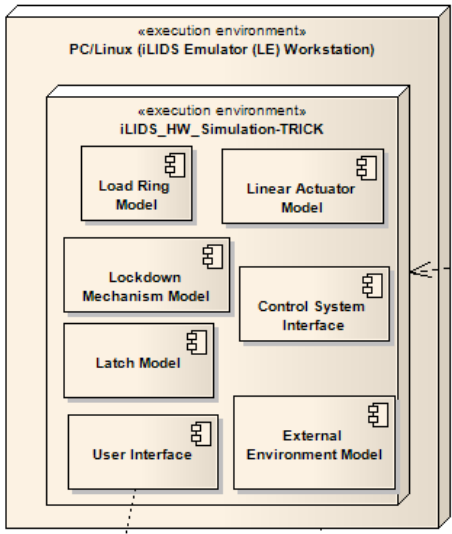 «execution environment»
PC/Linux (iLIDS Emulator (LE) Workstation)
«execution environment»
iLIDS_HW_Simulation-TRICK
Load Ring
Model
Linear Actuator
Model
Lockdown
Mechanism Model
Control System
Interface
Latch Model
User Interface
External
Environment Model